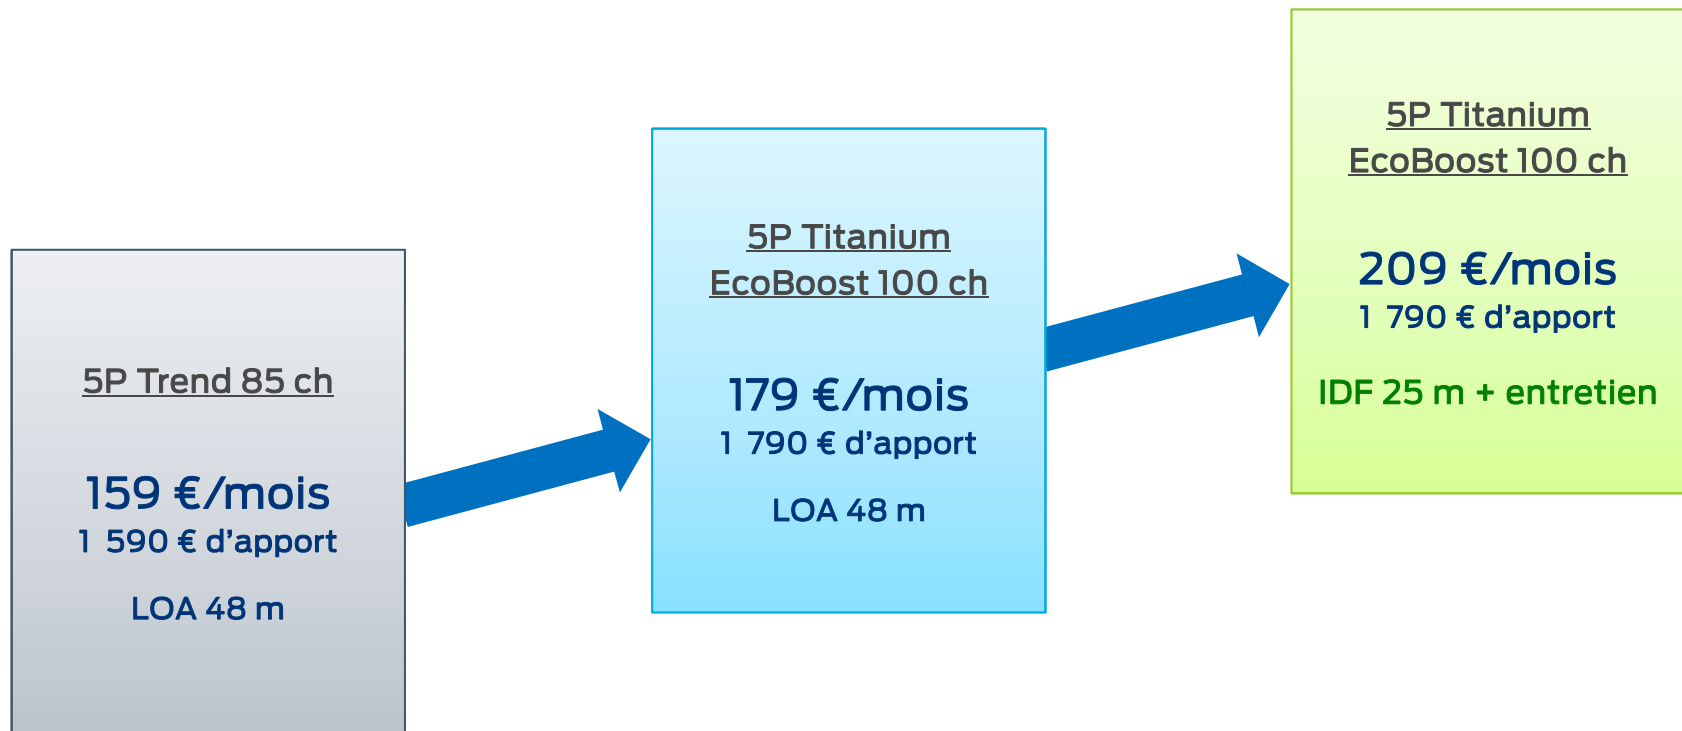 5P Trend 85 ch
159 €/mois
1 590 € d'apport
LOA 48 m
5P Titanium
EcoBoost 100 ch
179 €/mois
1 790 € d'apport
LOA 48 m
5P Titanium
EcoBoost 100 ch
209 €/mois
1 790 € d'apport
IDF 25 m + entretien